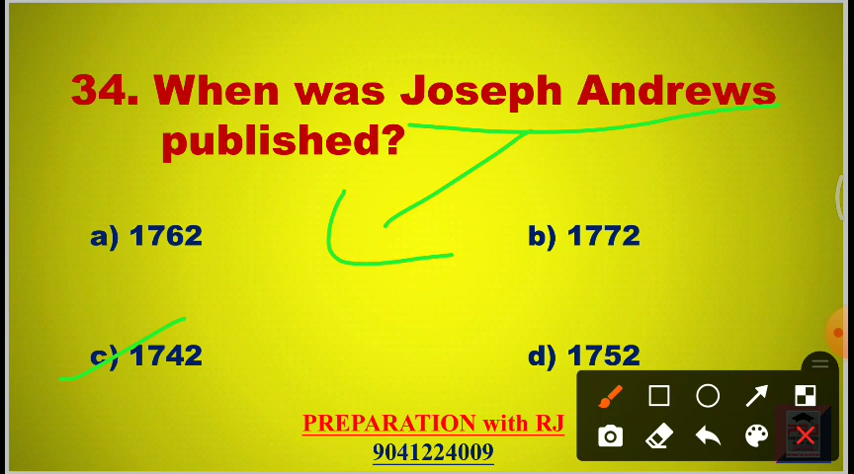 34. When was Joseph Andrews
published?
a) 1762
b) 1772
c) 1742
d) 1752
PREPARATION with RJ
9041224009